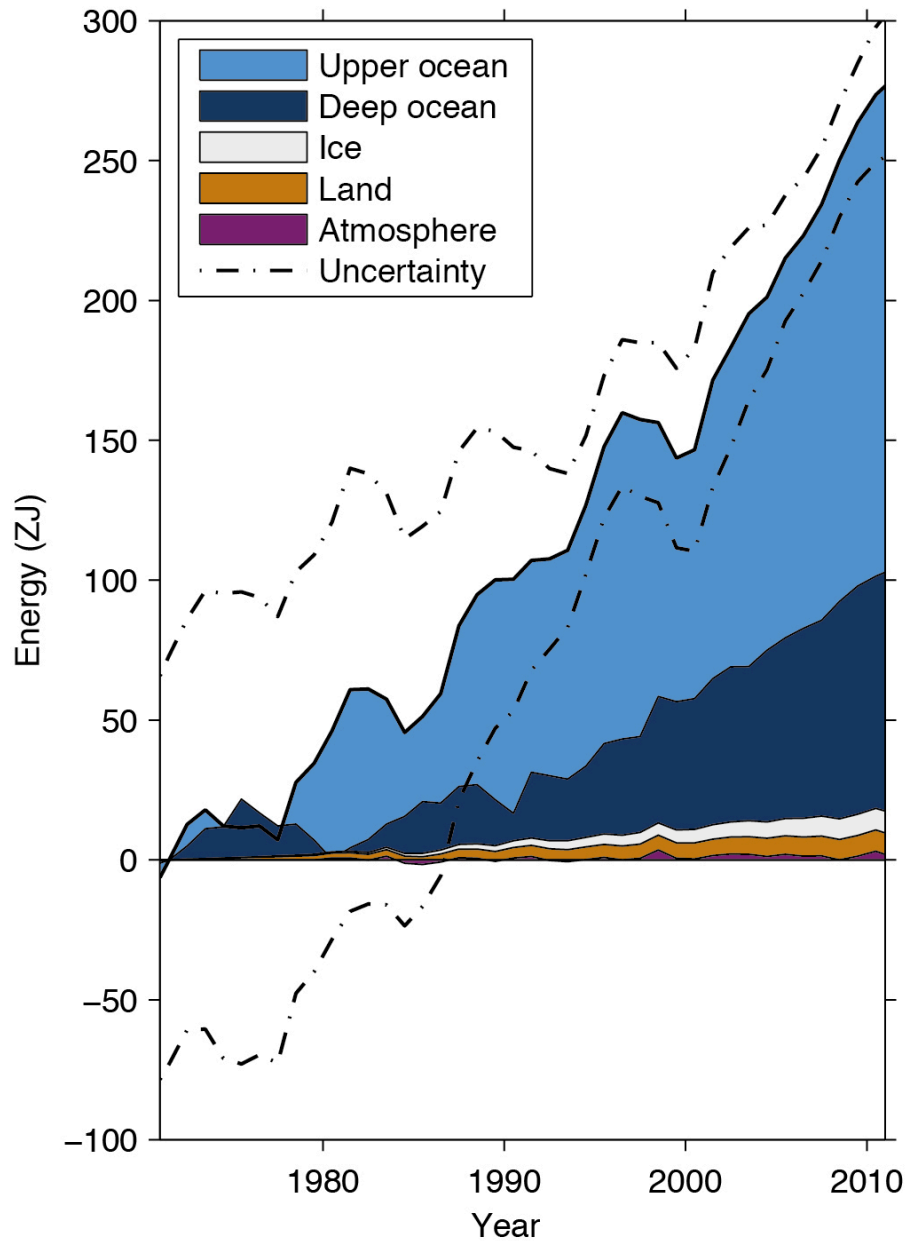 300
250
200
150
100
50
0
−50
−100
Energy (ZJ)
Upper ocean
Deep ocean
Ice
Land
Atmosphere
Uncertainty
1980
1990
2000
2010
Year